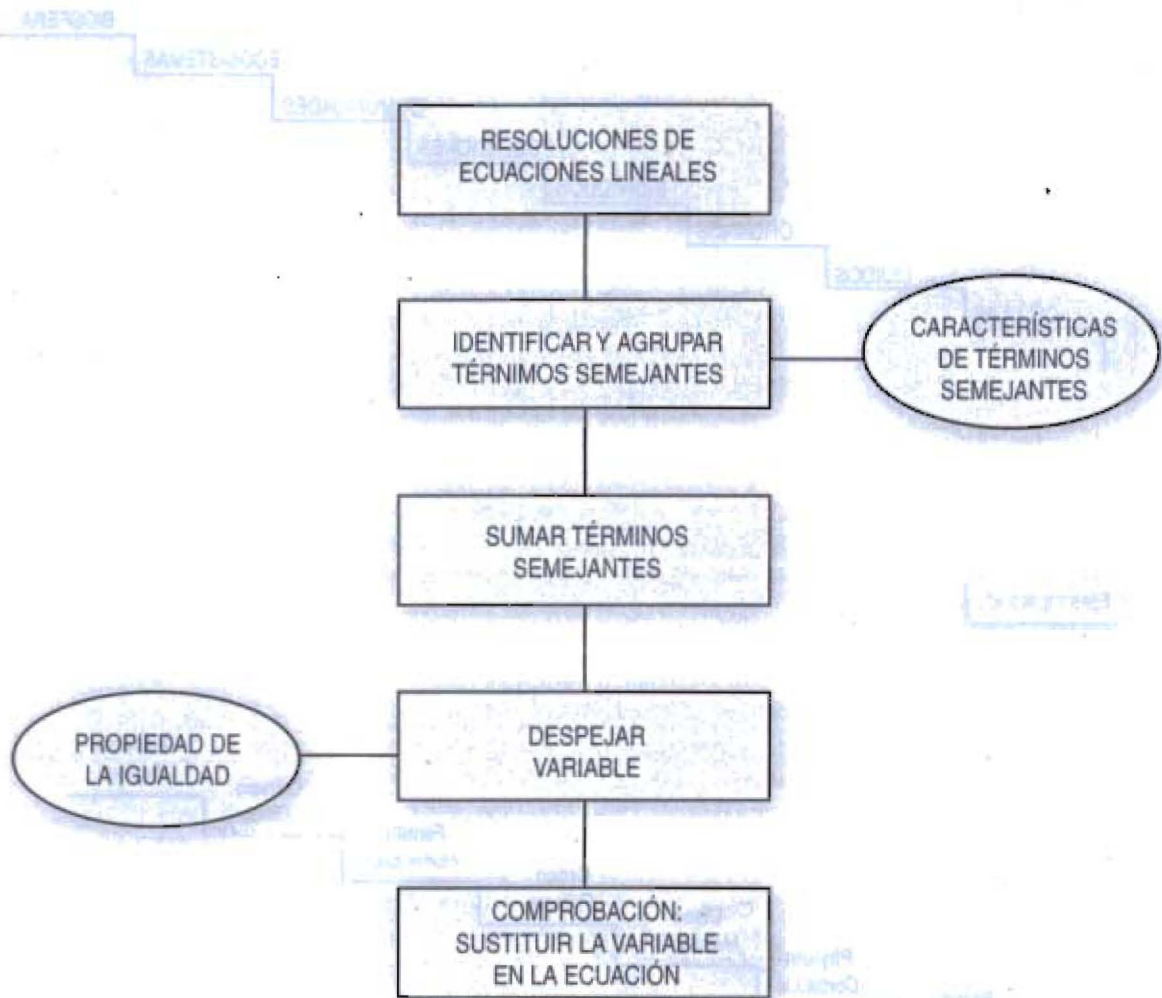 RESOLUCIONES DE
ECUACIONES LINEALES
IDENTIFICAR Y AGRUPAR
TÉRNIMOS SEMEJANTES
CARACTERÍSTICAS
DE TÉRMINOS
SEMEJANTES
SUMAR TÉRMINOS
SEMEJANTES
PROPIEDAD DE
LA IGUALDAD
DESPEJAR
VARIABLE
COMPROBACIÓN:
SUSTITUIR LA VARIABLE
EN LA ECUACIÓN